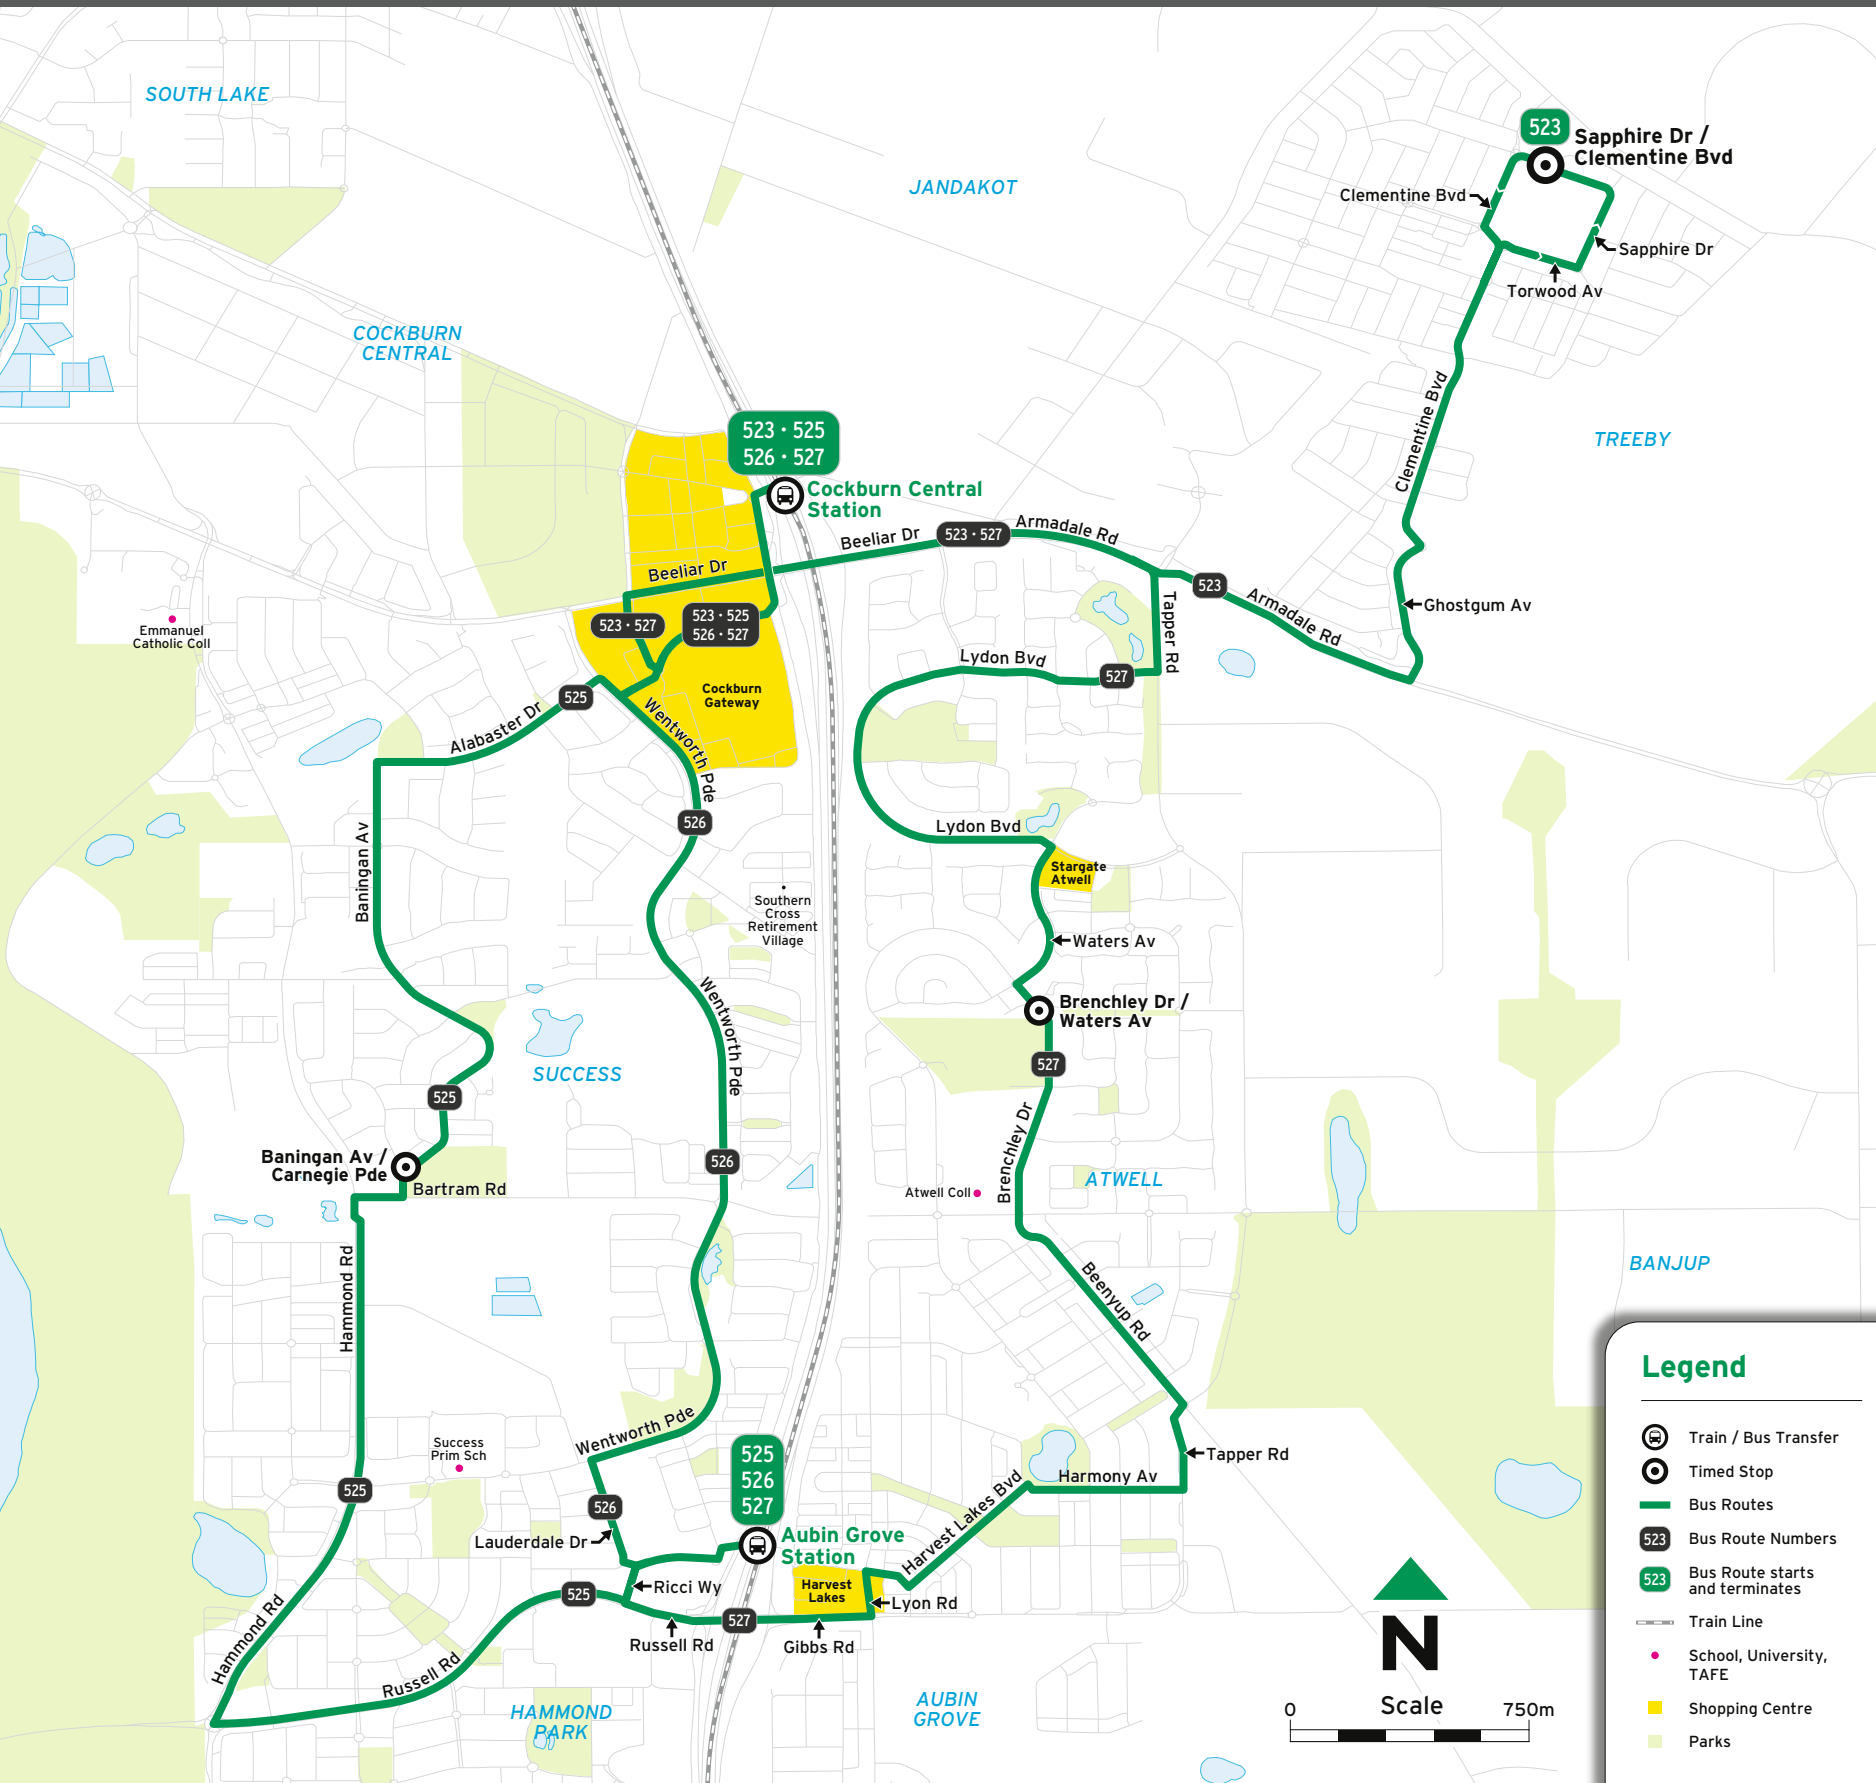 SOUTH LAKE
JANDAKOT
523
Sapphire Dr /
Clementine Bvd
Clementine Bvd
Sapphire Dr
Torwood Av
COCKBURN
CENTRAL
Clementine Bvd
TREEBY
523 · 525
526 · 527
Cockburn Central
Station
Beeliar Dr
523 · 527
Armadale Rd
Beeliar Dr
523
Armadale Rd
Ghostgum Av
Tapper Rd
523 · 527
523 · 525
526 · 527
Emmanuel
Catholic Coll
Lydon Bvd
527
Cockburn
Gateway
525
Alabaster Dr
Wentworth Pde
526
Lydon Bvd
Stargate
Atwell
Baningan Av
Southern
Cross
Retirement
Village
Waters Av
Wentworth Pde
Brenchley Dr /
Waters Av
527
SUCCESS
525
Brenchley Dr
Baningan Av /
Carnegie Pde
Bartram Rd
526
Atwell Coll
ATWELL
Hammond Rd
Beenyup Rd
BANJUP
Wentworth Pde
Success
Prim Sch
525
526
Lauderdale Dr
525
526
527
Aubin Grove
Station
Tapper Rd
Harmony Av
Harvest Lakes Bvd
Harvest
Lakes
Lyon Rd
Ricci Wy
525
527
Russell Rd
Gibbs Rd
Hammond Rd
Russell Rd
HAMMOND
PARK
AUBIN
GROVE
N
0
Scale
750m
Legend
Train / Bus Transfer
Timed Stop
Bus Routes
523
Bus Route Numbers
523
Bus Route starts
and terminates
Train Line
School, University,
TAFE
Shopping Centre
Parks